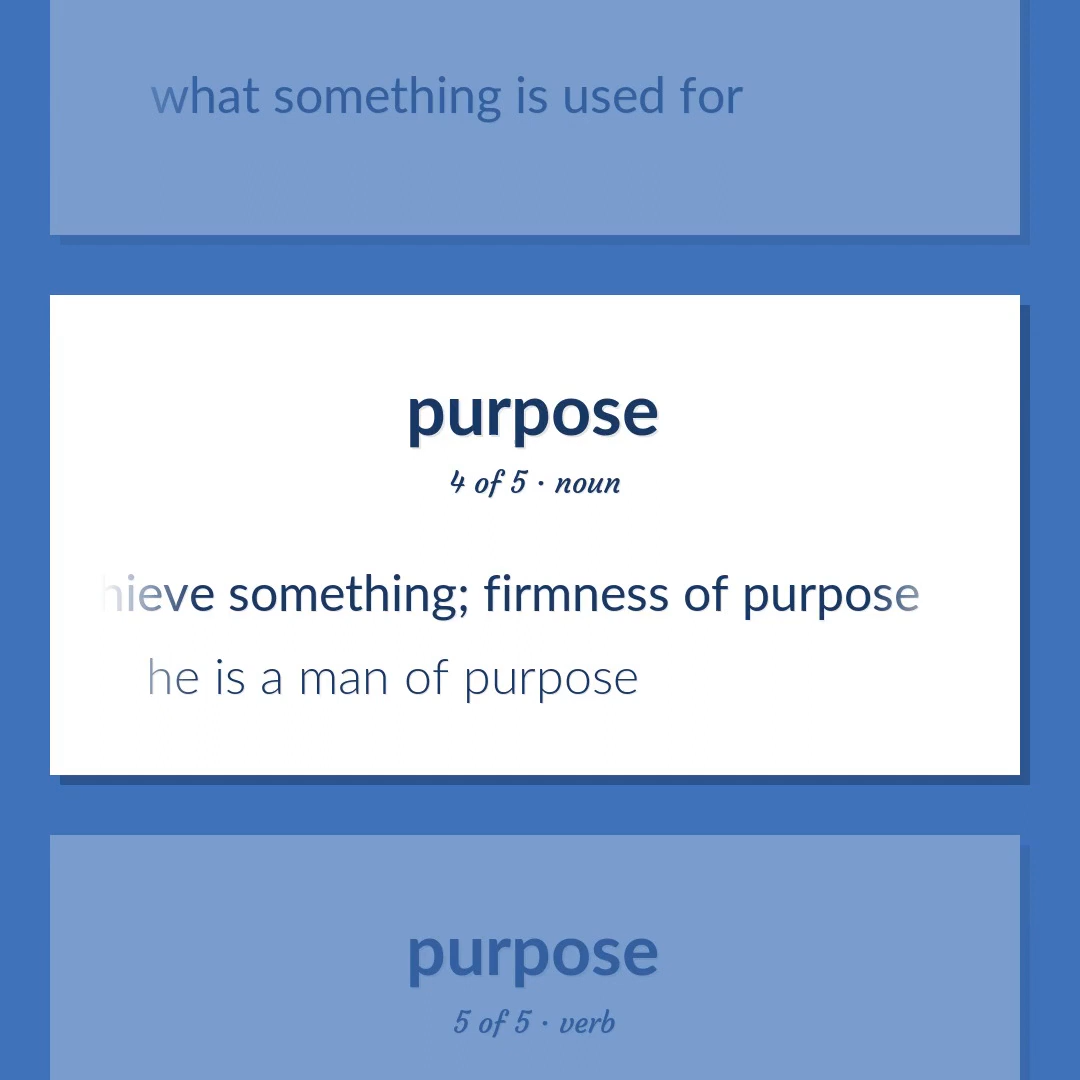 what something is used for
purpose
4 of 5 · noun
hieve something; firmness of purpose
he is a man of purpose
purpose
5 of 5 · verb